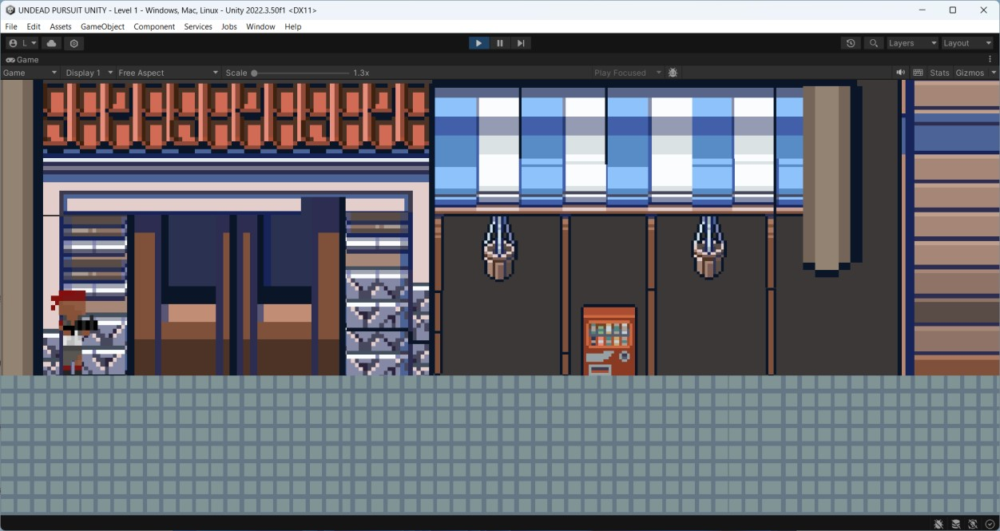 UNDEAD PURSUIT UNITY - Level 1 - Windows, Mac, Linux - Unity 2022.3.50f1 <DX11>
File Edit Assets GameObject Component Services Jobs Window Help
L Layers Layout
Game
Game Display 1 Free Aspect Scale 1.3x Play Focused Stats Gizmos